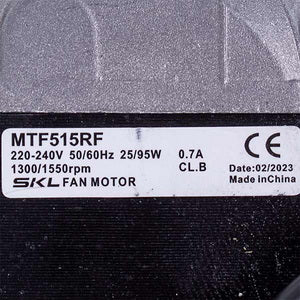 MTF515RF
220-240V 50/60Hz 25/95W 0.7A
1300/1550rpm CL.B
SKL FAN MOTOR
CE
Date:02/2023
Made inChina